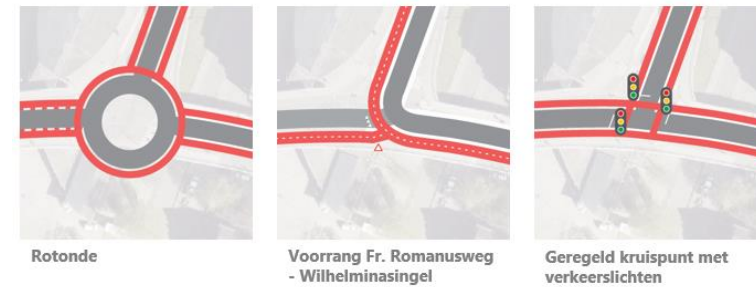 Rotonde
Voorrang Fr. Romanusweg
- Wilhelminasingel
Geregeld kruispunt met
verkeerslichten